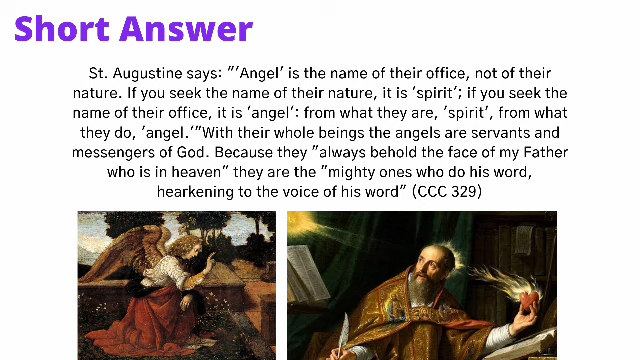 Short Answer
St. Augustine says: "'Angel' is the name of their office, not of their
nature. If you seek the name of their nature, it is 'spirit'; if you seek the
name of their office, it is 'angel': from what they are, 'spirit', from what
they do, 'angel.'"With their whole beings the angels are servants and
messengers of God. Because they "always behold the face of my Father
who is in heaven" they are the "mighty ones who do his word,
hearkening to the voice of his word" (CCC 329)